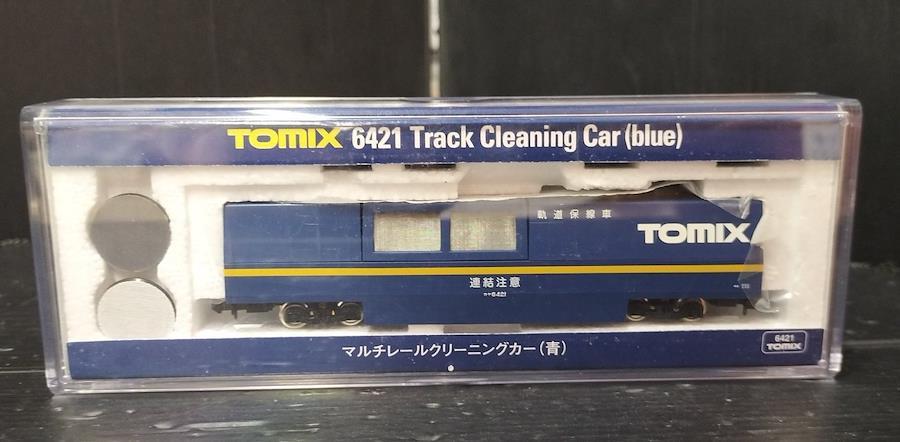 TOMIX 6421 Track Cleaning Car (blue)
軌道保線車
TOMIX
連結注意
マルチレールクリーニングカー(青)
6421
TOMIX